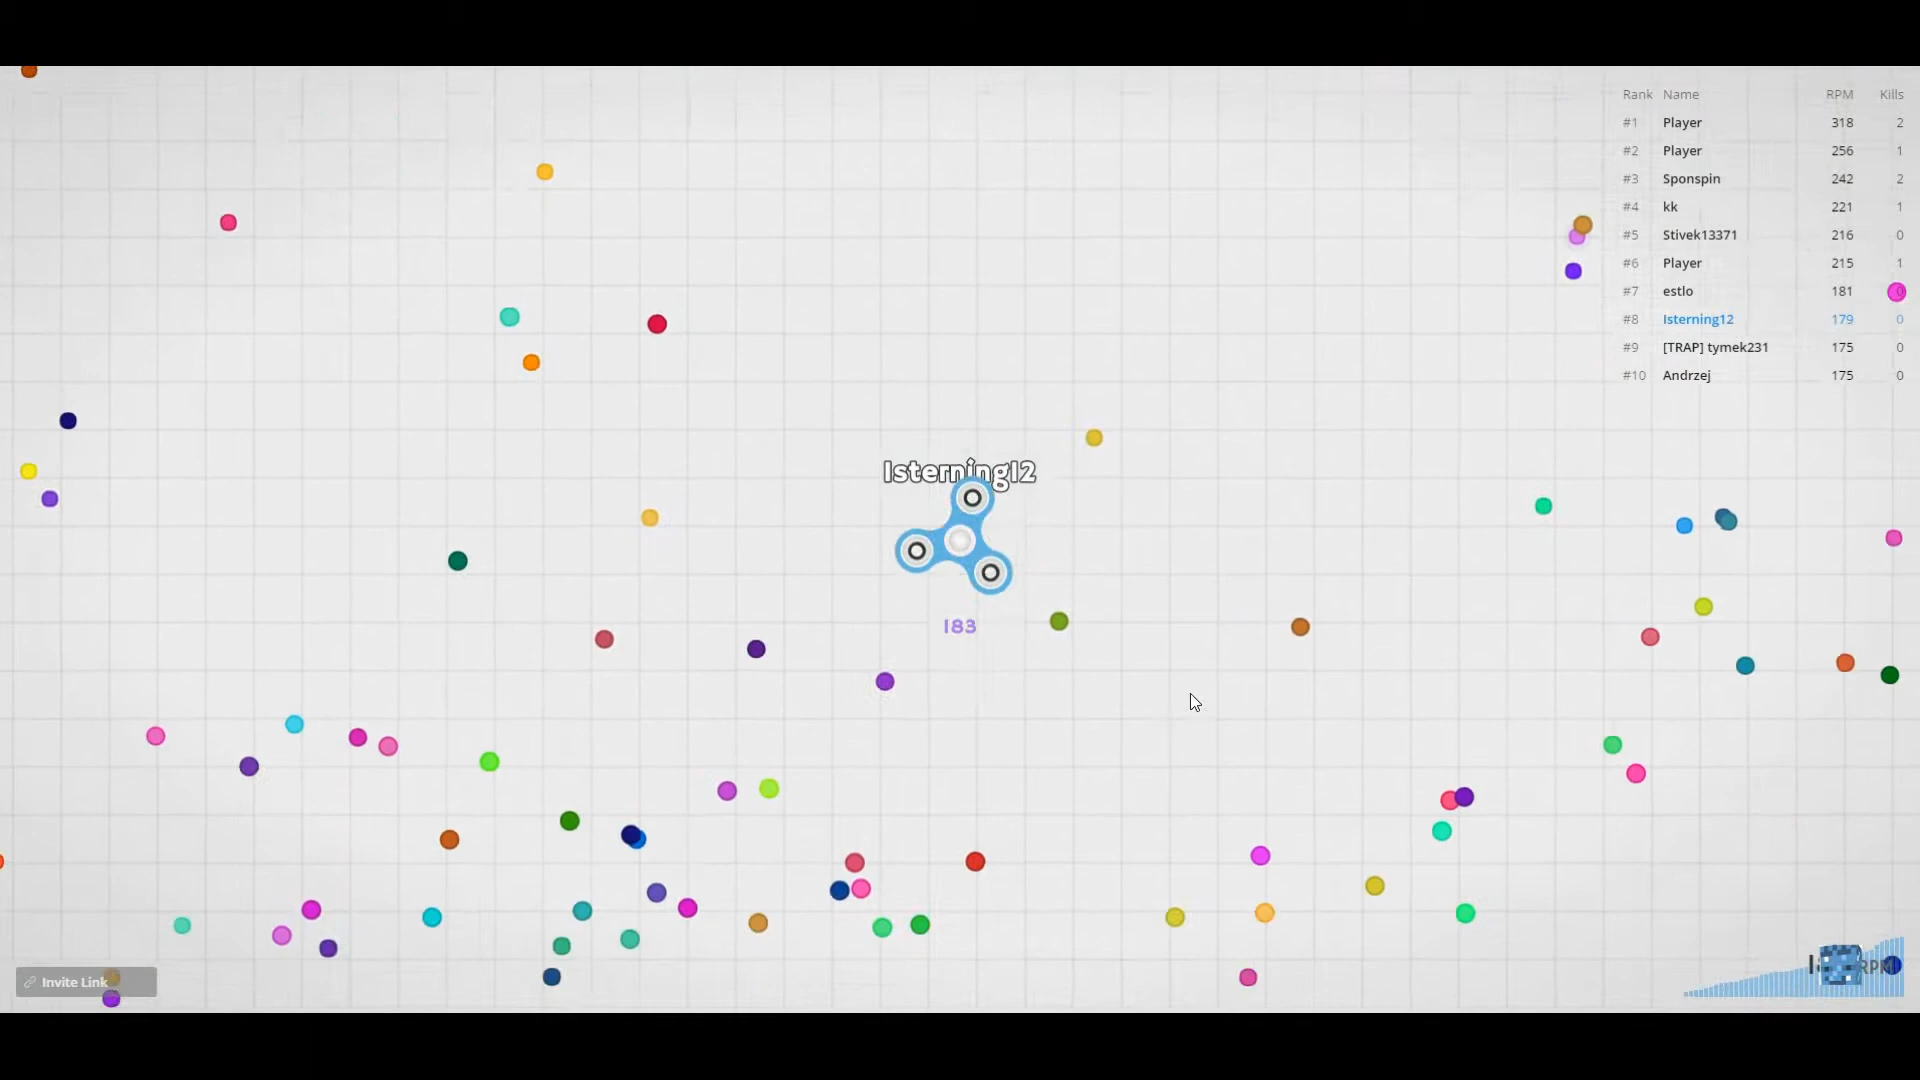 Rank Name RPM Kills
#1 Player 318 2
#2 Player 256 1
#3 Sponspin 242 2
#4 kk 221 1
#5 Stivek13371 216 0
#6 Player 215 1
#7 estlo 181 0
#8 Isterning12 179 0
#9 [TRAP] tymek231 175 0
#10 Andrzej 175 0
Isterning12
183
Invite Link
RPM